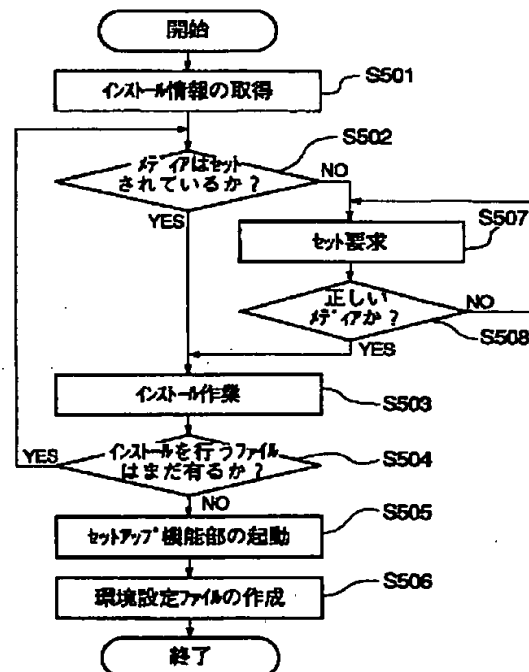 開始
インストール情報の取得
S501
S502
メディアはセット
されているか?
NO
YES
S507
セット要求
正しい
メディアか?
NO
S508
YES
インストール作業
S503
インストールを行うファイル
はまだ有るか?
YES
S504
NO
セットアップ機能部の起動
S505
環境設定ファイルの作成
S506
終了